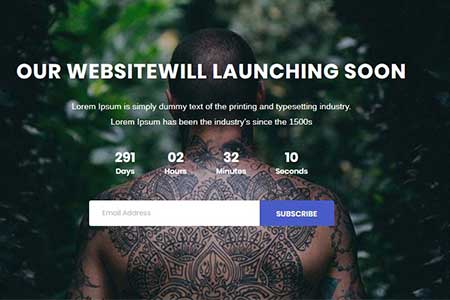 OUR WEBSITEWILL LAUNCHING SOON
Lorem Ipsum is simply dummy text of the printing and typesetting industry.
Lorem Ipsum has been the industry's since the 1500s
291 02 32 10
Days Hours Minutes Seconds
Email Address SUBSCRIBE